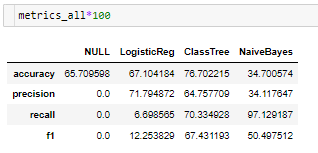 metrics_all*100
NULL LogisticReg ClassTree NaiveBayes
accuracy 65.709598 67.104184 76.702215 34.700574
precision 0.0 71.794872 64.757709 34.117647
recall 0.0 6.698565 70.334928 97.129187
f1 0.0 12.253829 67.431193 50.497512